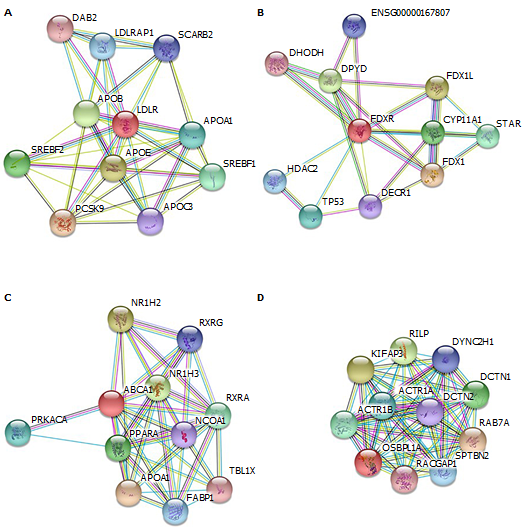 A
DAB2
LDLRAP1
SCARB2
APOB
LDLR
APOA1
SREBF2
APOE
SREBF1
PCSK9
APOC3
B
ENSG00000167807
DHODH
DPYD
FDX1L
FDXR
CYP11A1
STAR
HDAC2
FDX1
TP53
DECR1
C
NR1H2
RXRG
NR1H3
ABCA1
RXRA
PRKACA
NCOA1
PPARA
APOA1
TBL1X
FABP1
D
RILP
DYNC2H1
KIFAP3
ACTR1A
DCTN1
DCTN2
ACTR1B
RAB7A
OSBPL1A
SPTBN2
RACGAP1